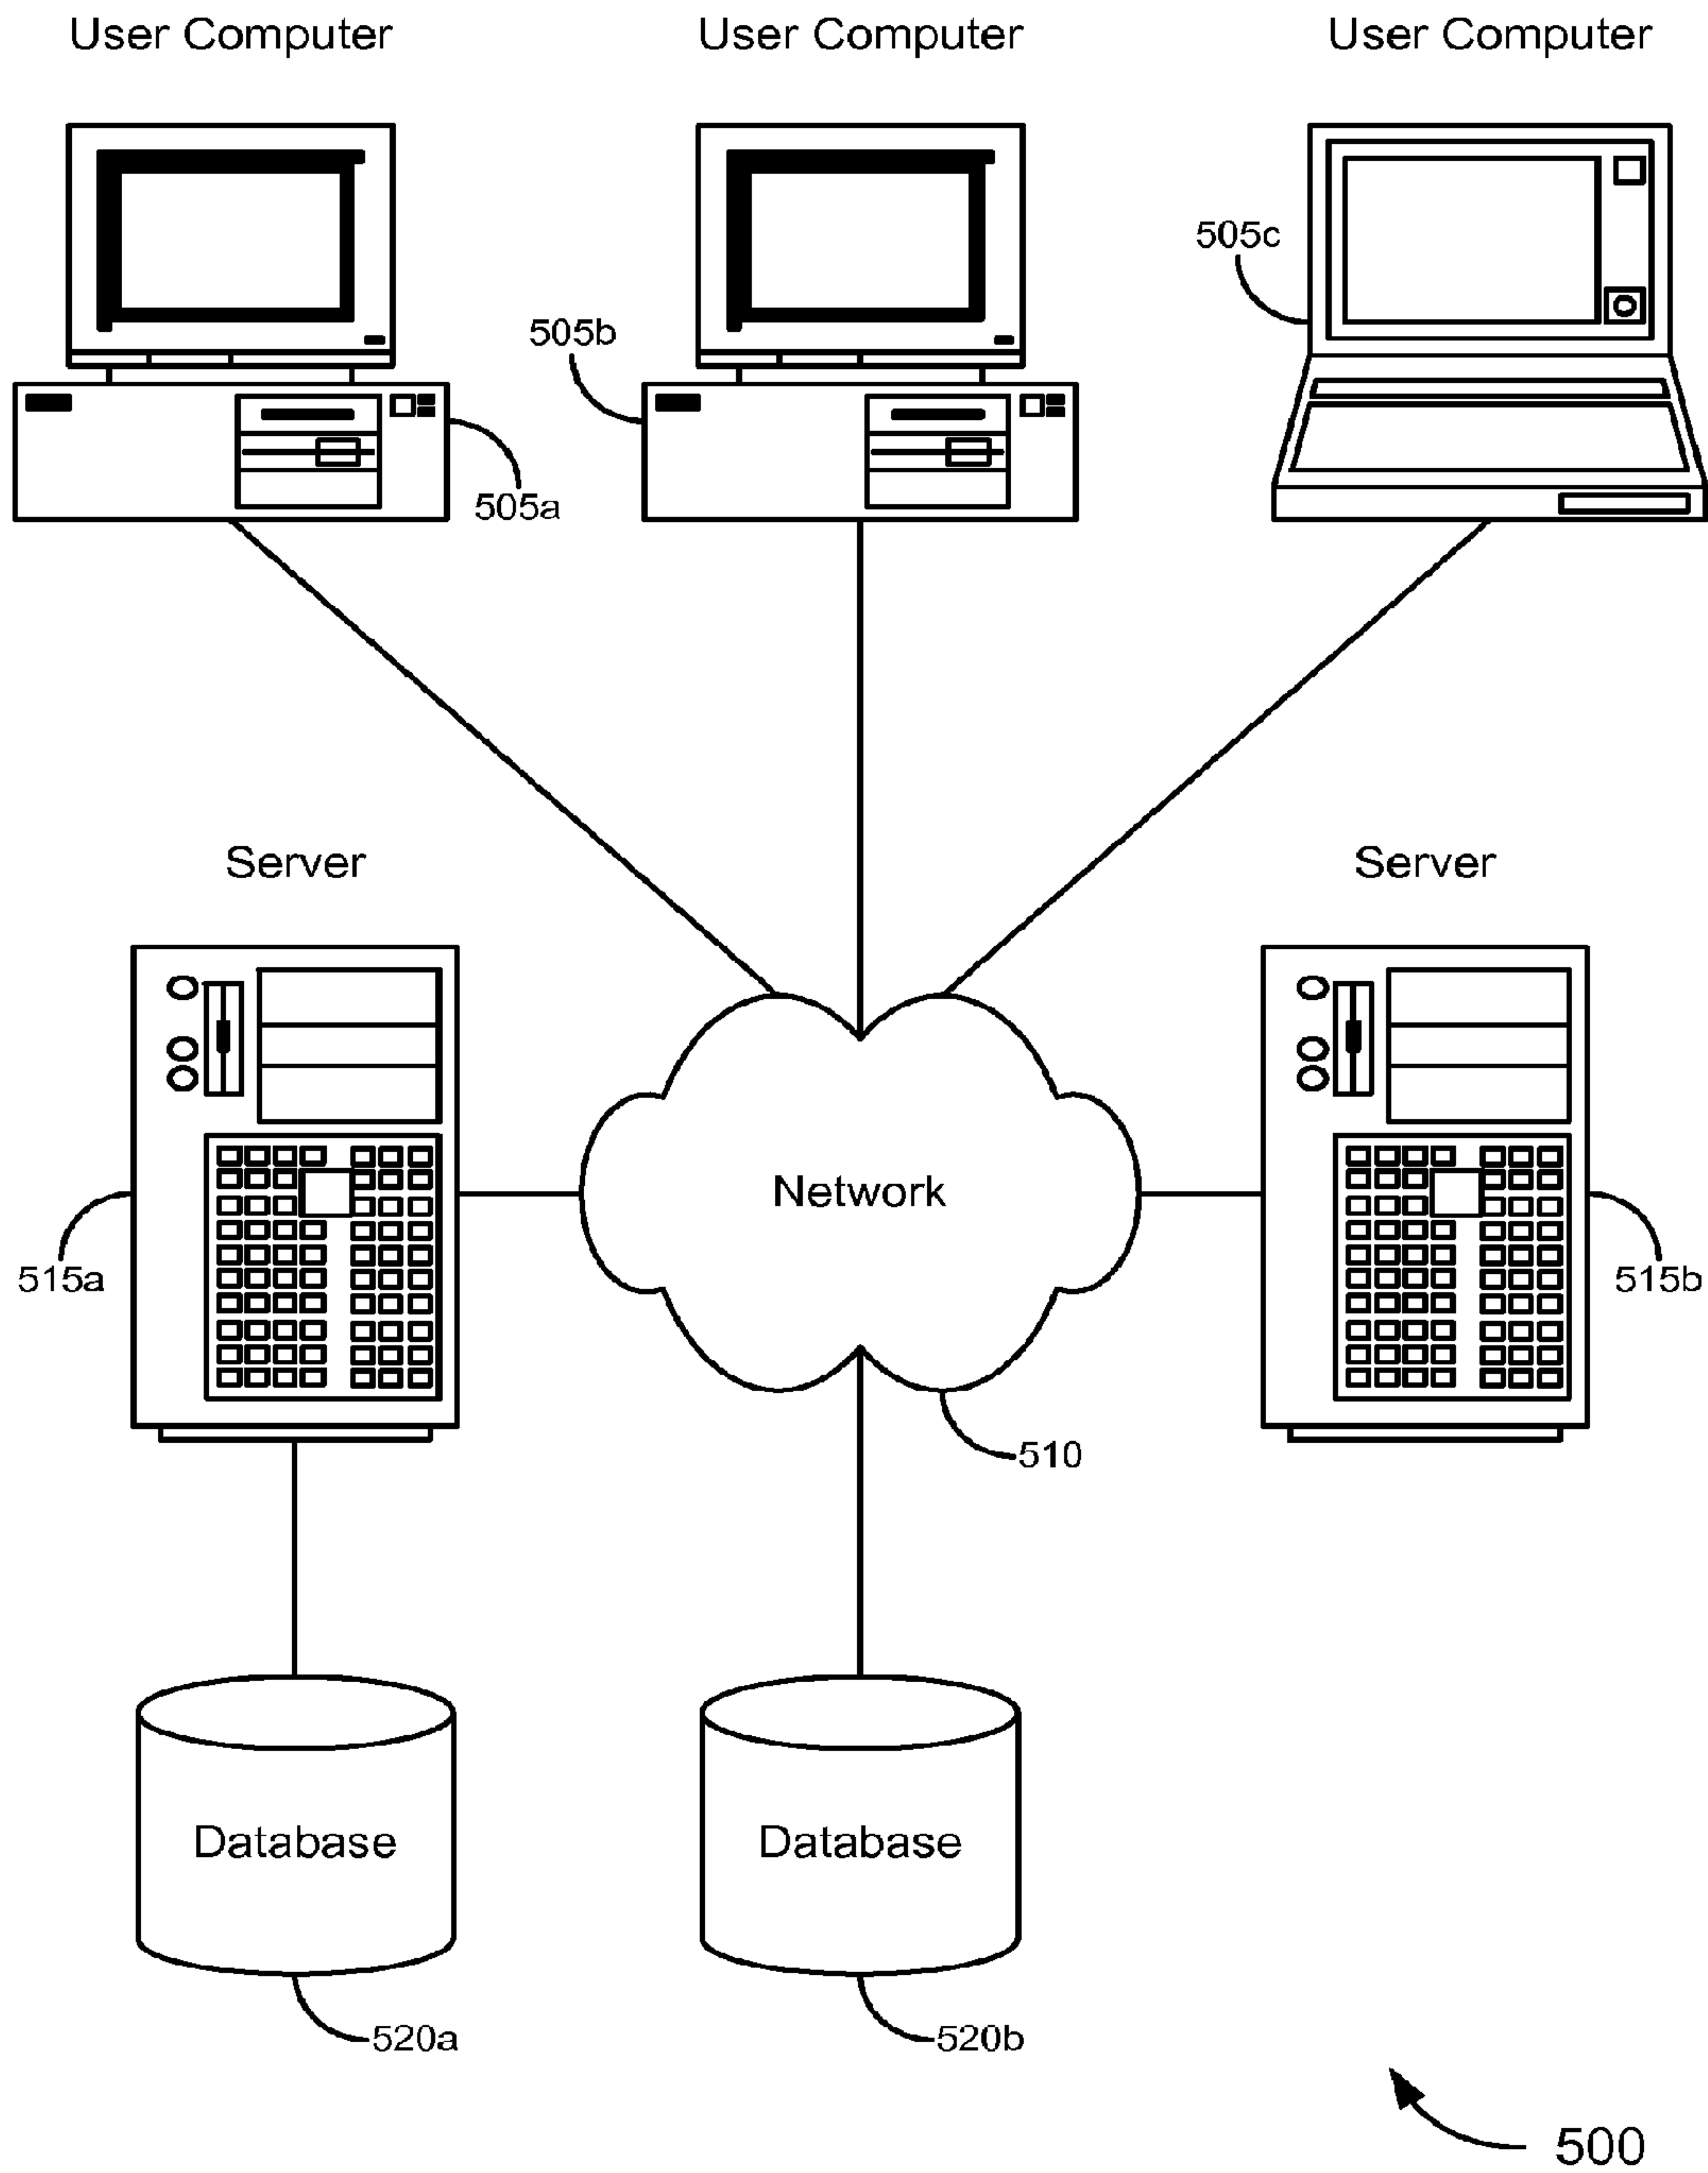 User Computer
User Computer
User Computer
505c
505b
505a
Server
Server
Network
515a
515b
510
Database
Database
520a
520b
500